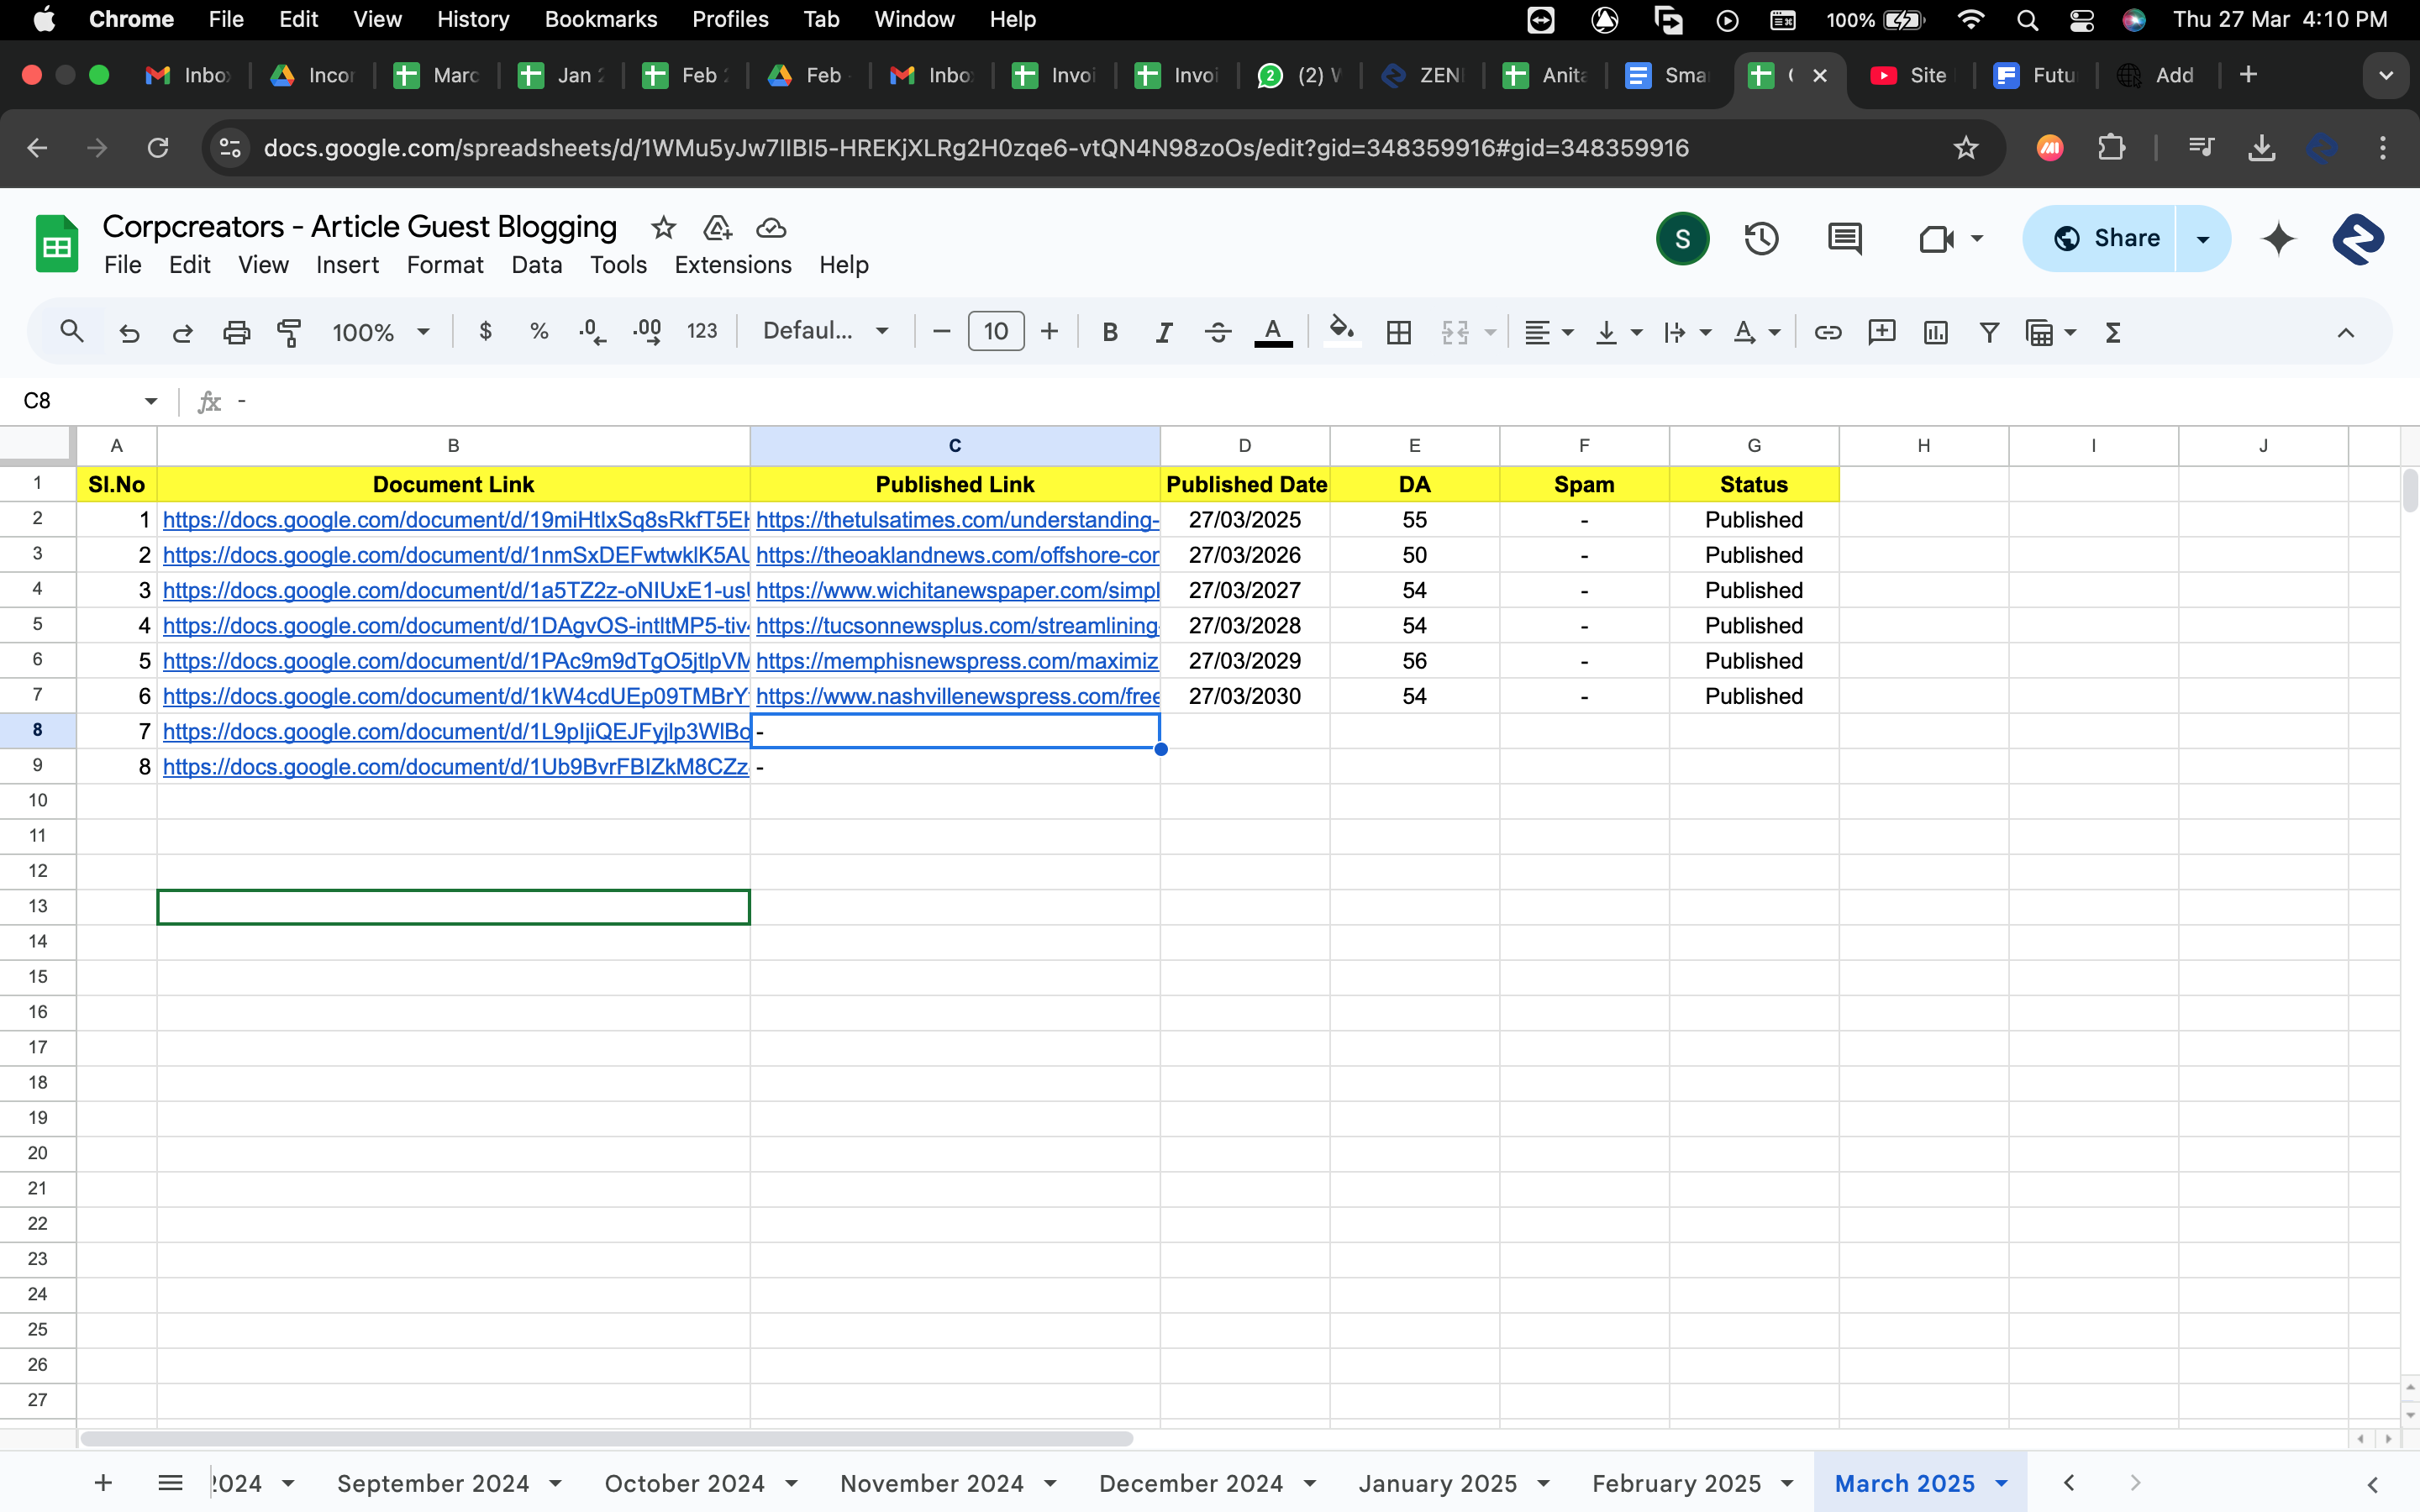 Chrome File Edit View History Bookmarks Profiles Tab Window Help 100% Thu 27 Mar 4:10 PM
Inbo Incor Marc Jan 2 Feb 2 Feb Inbo Invoi Invoi (2) ZEN Anita Sma Site Futu Add
docs.google.com/spreadsheets/d/1WMu5yJw7IIBI5-HREKjXLRg2H0zqe6-vtQN4N98zoOs/edit?gid=348359916#gid=348359916
Corpcreators - Article Guest Blogging
S
Share
File Edit View Insert Format Data Tools Extensions Help
100% $ % .0 .00 123 Defaul... 10 B I S A
C8 fx -
A B C D E F G H I J
1 Sl.No Document Link Published Link Published Date DA Spam Status
2 1 https://docs.google.com/document/d/19miHtIxSq8sRkfT5E https://thetulsatimes.com/understanding- 27/03/2025 55 - Published
3 2 https://docs.google.com/document/d/1nmSxDEFwtwklK5AU https://theoaklandnews.com/offshore-cor 27/03/2026 50 - Published
4 3 https://docs.google.com/document/d/1a5TZ2z-oNIUxE1-us https://www.wichitanewspaper.com/simpl 27/03/2027 54 - Published
5 4 https://docs.google.com/document/d/1DAgvOS-intltMP5-tiv https://tucsonnewsplus.com/streamlining- 27/03/2028 54 - Published
6 5 https://docs.google.com/document/d/1PAc9m9dTgO5jtlpVM https://memphisnewspress.com/maximiz 27/03/2029 56 - Published
7 6 https://docs.google.com/document/d/1kW4cdUEp09TMBrY https://www.nashvillenewspress.com/free 27/03/2030 54 - Published
8 7 https://docs.google.com/document/d/1L9pIjiQEJFyjlp3WlBo -
9 8 https://docs.google.com/document/d/1Ub9BvrFBIZkM8CZz -
10
11
12
13
14
15
16
17
18
19
20
21
22
23
24
25
26
27
2024 September 2024 October 2024 November 2024 December 2024 January 2025 February 2025 March 2025